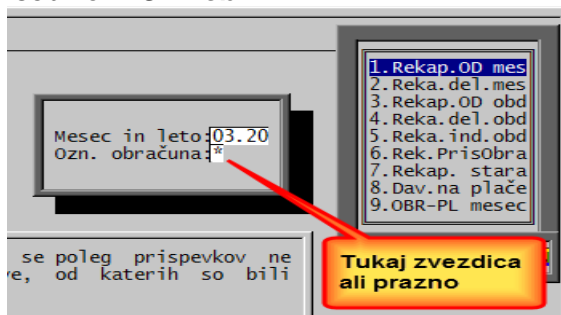 1.Rekap.OD mes
2.Reka.del.mes
3.Rekap.OD obd
4.Reka.del.obd
5.Reka.ind.obd
6.Rek.PrisObra
7.Rekap. stara
8.Dav.na plače
9.OBR-PL mesec
Mesec in leto:03.20
Ozn. obračuna:*
se poleg prispevkov ne
od katerih so bili
Tukaj zvezdica
ali prazno